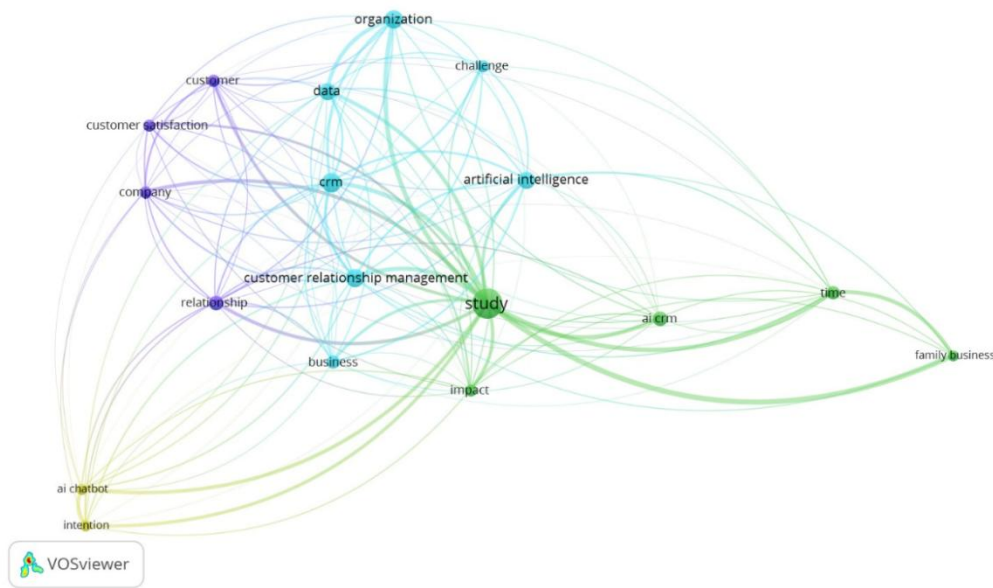 organization
challenge
customer
data
customer satisfaction
crm
artificial intelligence
company
customer relationship management
relationship
study
time
ai crm
business
family business
impact
ai chatbot
intention
VOSviewer